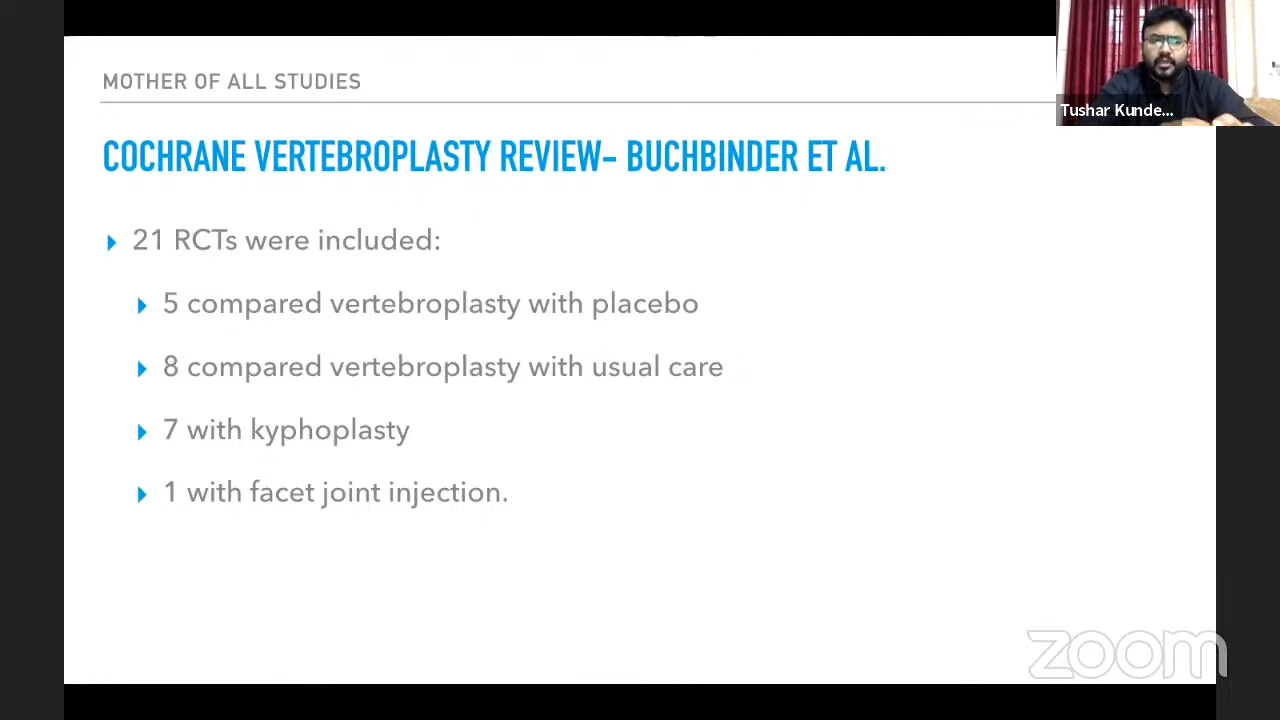 MOTHER OF ALL STUDIES
Tushar Kunde...
COCHRANE VERTEBROPLASTY REVIEW- BUCHBINDER ET AL.
21 RCTs were included:
5 compared vertebroplasty with placebo
8 compared vertebroplasty with usual care
7 with kyphoplasty
1 with facet joint injection.
zoom